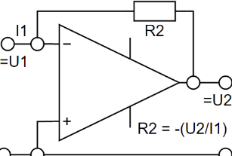 I1
R2
=U1
−
=U2
+
R2 = -(U2/I1)